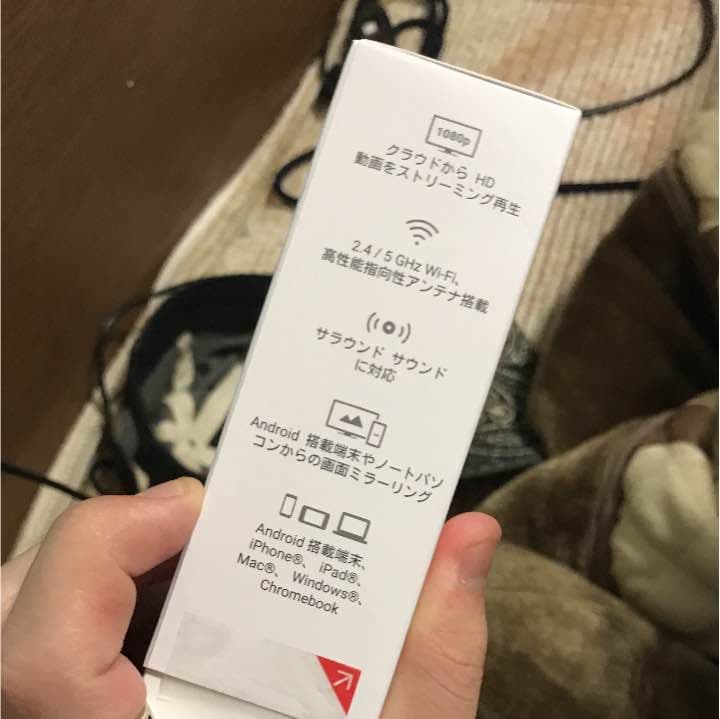 1080p
クラウドから HD
動画をストリーミング再生
2.4 / 5 GHz Wi-Fi、
高性能指向性アンテナ搭載
サラウンド サウンド
に対応
Android 搭載端末やノートパソ
コンからの画面ミラーリング
Android 搭載端末、
iPhone®、 iPad®、
Mac®、 Windows®、
Chromebook